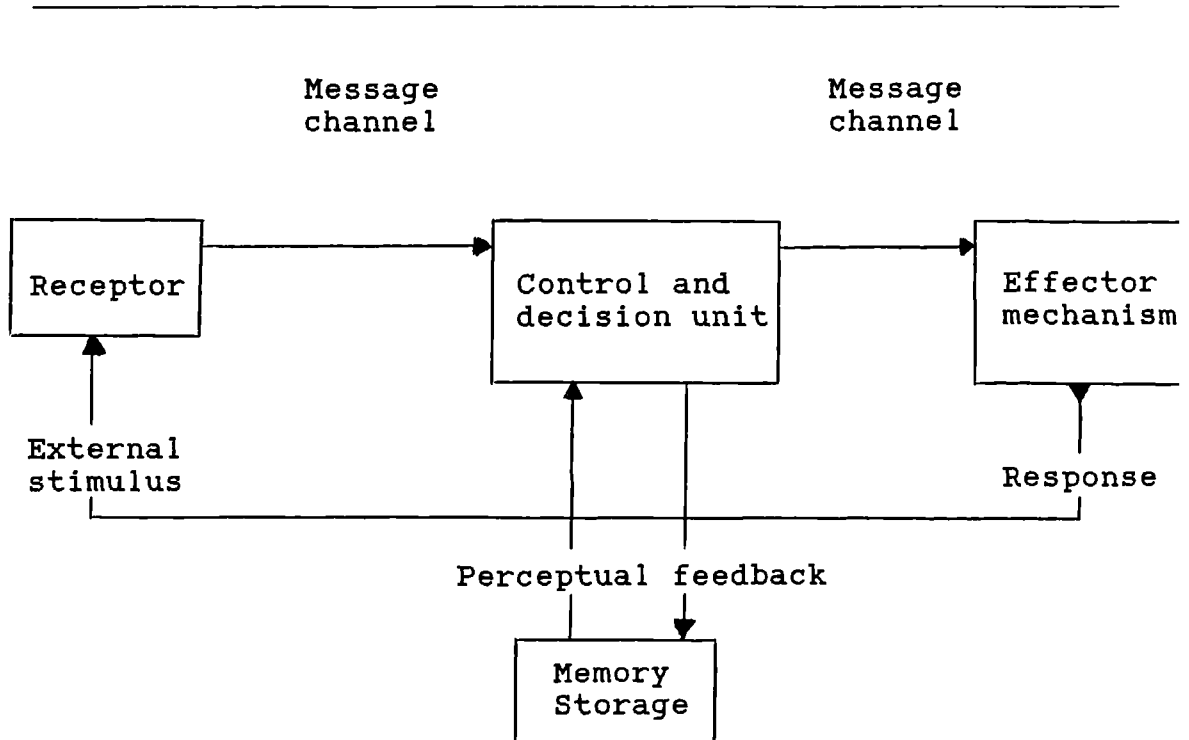 Message
channel
Message
channel
Receptor
Control and
decision unit
Effector
mechanism
External
stimulus
Response
Perceptual feedback
Memory
Storage